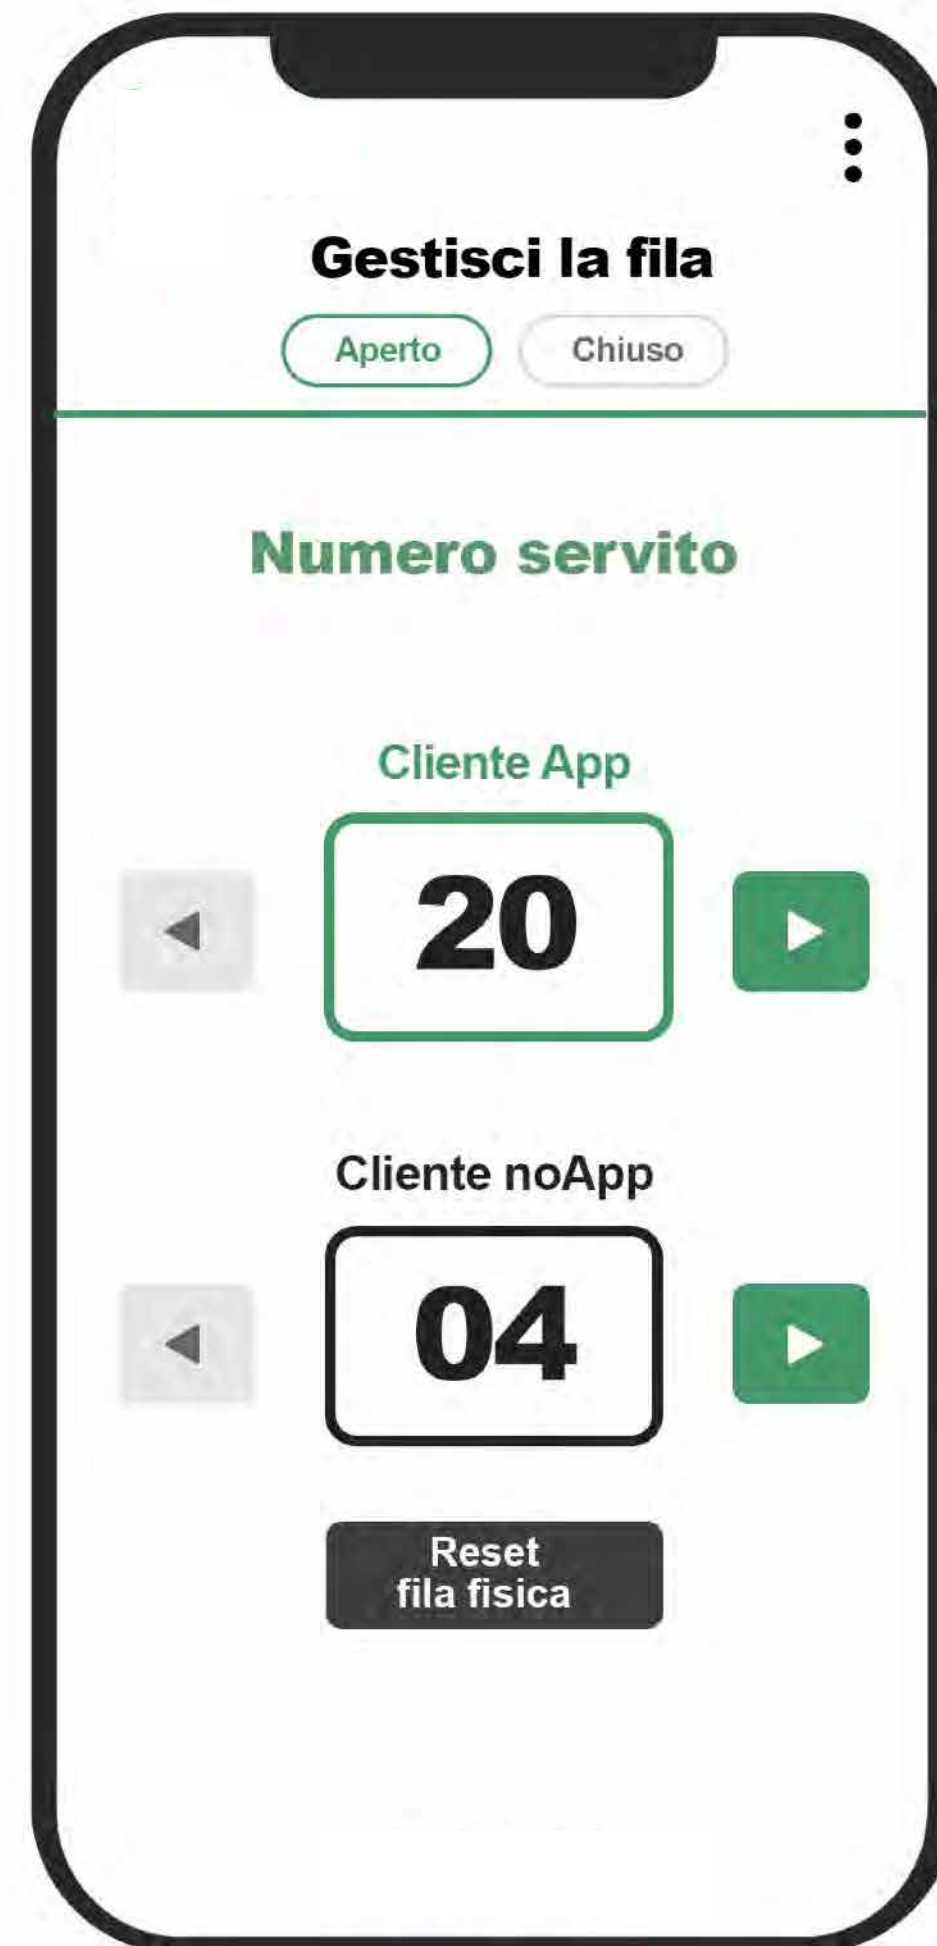 Gestisci la fila
Aperto Chiuso
Numero servito
Cliente App
20
Cliente noApp
04
Reset
fila fisica